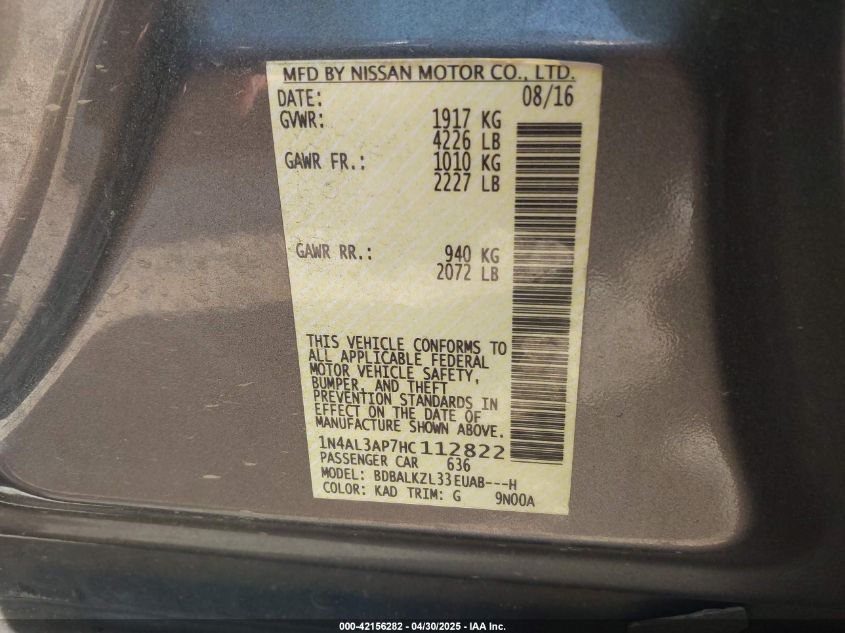 MFD BY NISSAN MOTOR CO., LTD.
DATE: 08/16
GVWR: 1917 KG
4226 LB
GAWR FR.: 1010 KG
2227 LB
GAWR RR.: 940 KG
2072 LB
THIS VEHICLE CONFORMS TO
ALL APPLICABLE FEDERAL
MOTOR VEHICLE SAFETY,
BUMPER, AND THEFT
PREVENTION STANDARDS IN
EFFECT ON THE DATE OF
MANUFACTURE SHOWN ABOVE.
1N4AL3AP7HC112822
PASSENGER CAR 636
MODEL: BDBALKZL33EUAB---H
COLOR: KAD TRIM: G 9N00A
000-42156282 - 04/30/2025 - IAA Inc.